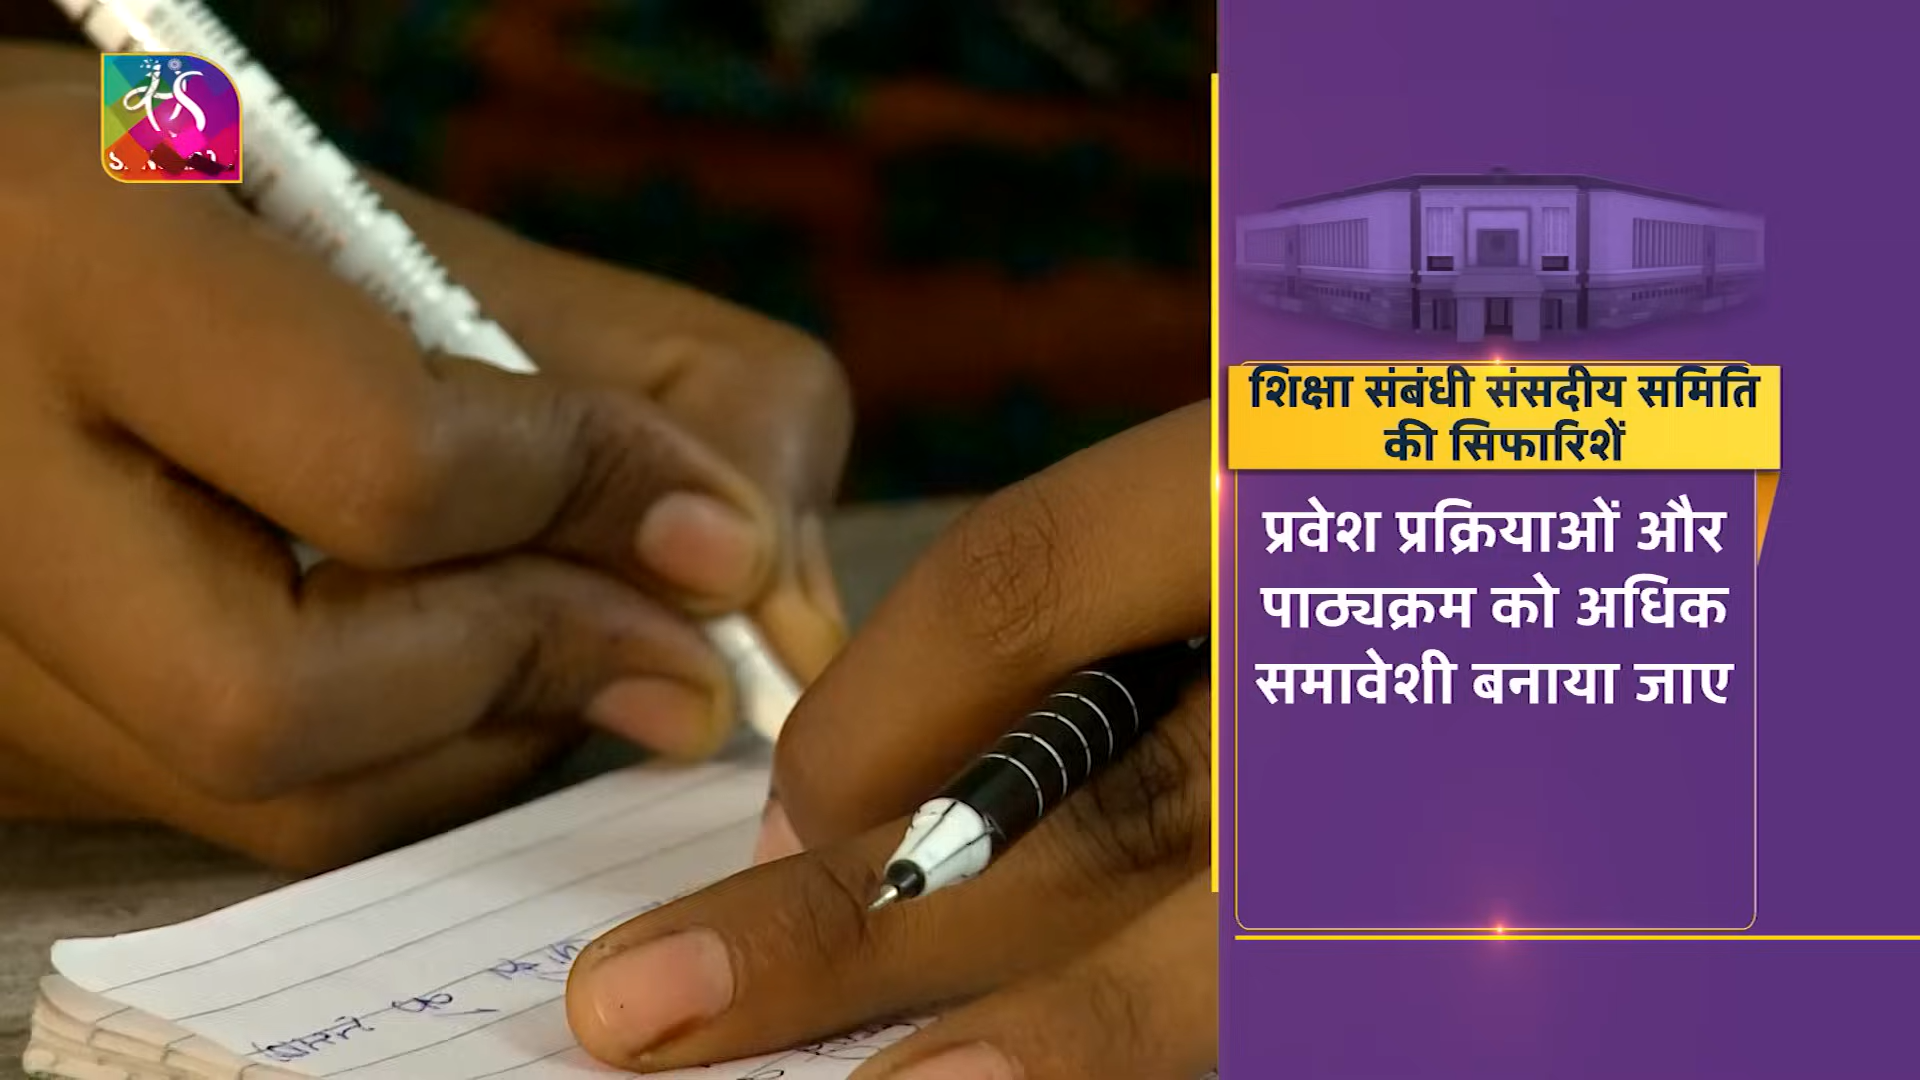 शिक्षा संबंधी संसदीय समिति
की सिफारिशें
प्रवेश प्रक्रियाओं और
पाठ्यक्रम को अधिक
समावेशी बनाया जाए